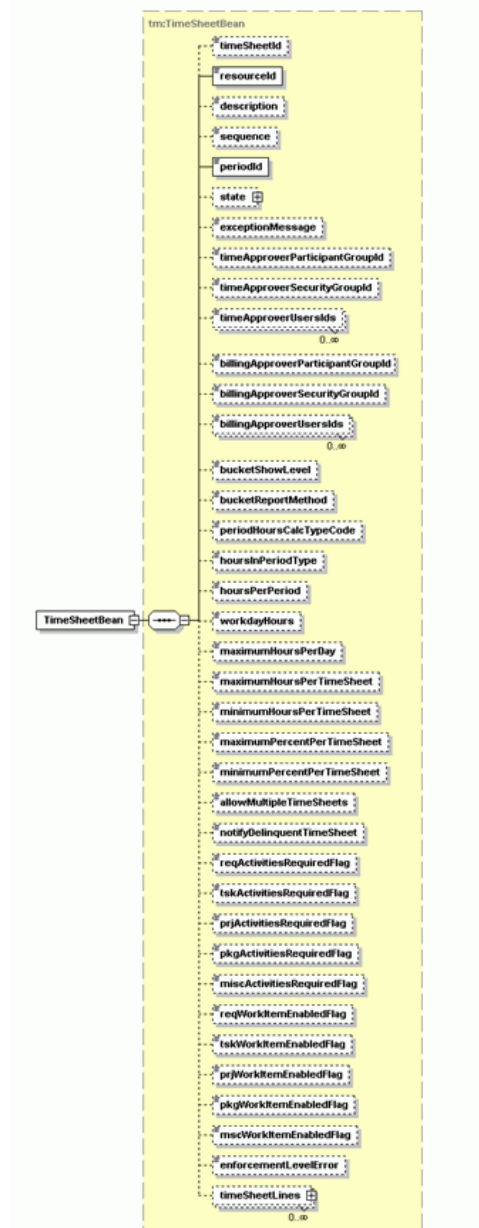 tm:TimeSheetBean
timeSheetId
resourceId
description
sequence
periodId
state
exceptionMessage
timeApproverParticipantGroupId
timeApproverSecurityGroupId
timeApproverUsersIds
0..∞
billingApproverParticipantGroupId
billingApproverSecurityGroupId
billingApproverUsersIds
0..∞
bucketShowLevel
bucketReportMethod
periodHoursCalcTypeCode
hoursInPeriodType
hoursPerPeriod
TimeSheetBean
workdayHours
maximumHoursPerDay
maximumHoursPerTimeSheet
minimumHoursPerTimeSheet
maximumPercentPerTimeSheet
minimumPercentPerTimeSheet
allowMultipleTimeSheets
notifyDelinquentTimeSheet
reqActivitiesRequiredFlag
tskActivitiesRequiredFlag
prjActivitiesRequiredFlag
pkgActivitiesRequiredFlag
miscActivitiesRequiredFlag
reqWorkItemEnabledFlag
tskWorkItemEnabledFlag
prjWorkItemEnabledFlag
pkgWorkItemEnabledFlag
mscWorkItemEnabledFlag
enforcementLevelError
timeSheetLines
0..∞